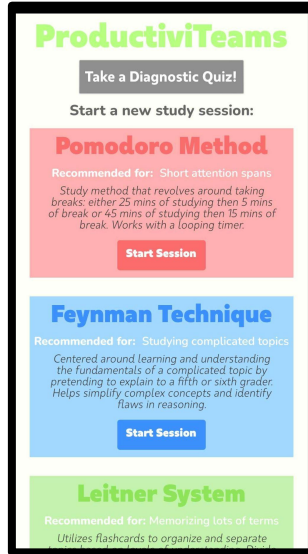 ProductiviTeams
Take a Diagnostic Quiz!
Start a new study session:
Pomodoro Method
Recommended for: Short attention spans
Study method that revolves around taking
breaks: either 25 mins of studying then 5 mins
of break or 45 mins of studying then 15 mins of
break. Works with a looping timer.
Start Session
Feynman Technique
Recommended for: Studying complicated topics
Centered around learning and understanding
the fundamentals of a complicated topic by
pretending to explain to a fifth or sixth grader.
Helps simplify complex concepts and identify
flaws in reasoning.
Start Session
Leitner System
Recommended for: Memorizing lots of terms
Utilizes flashcards to organize and separate